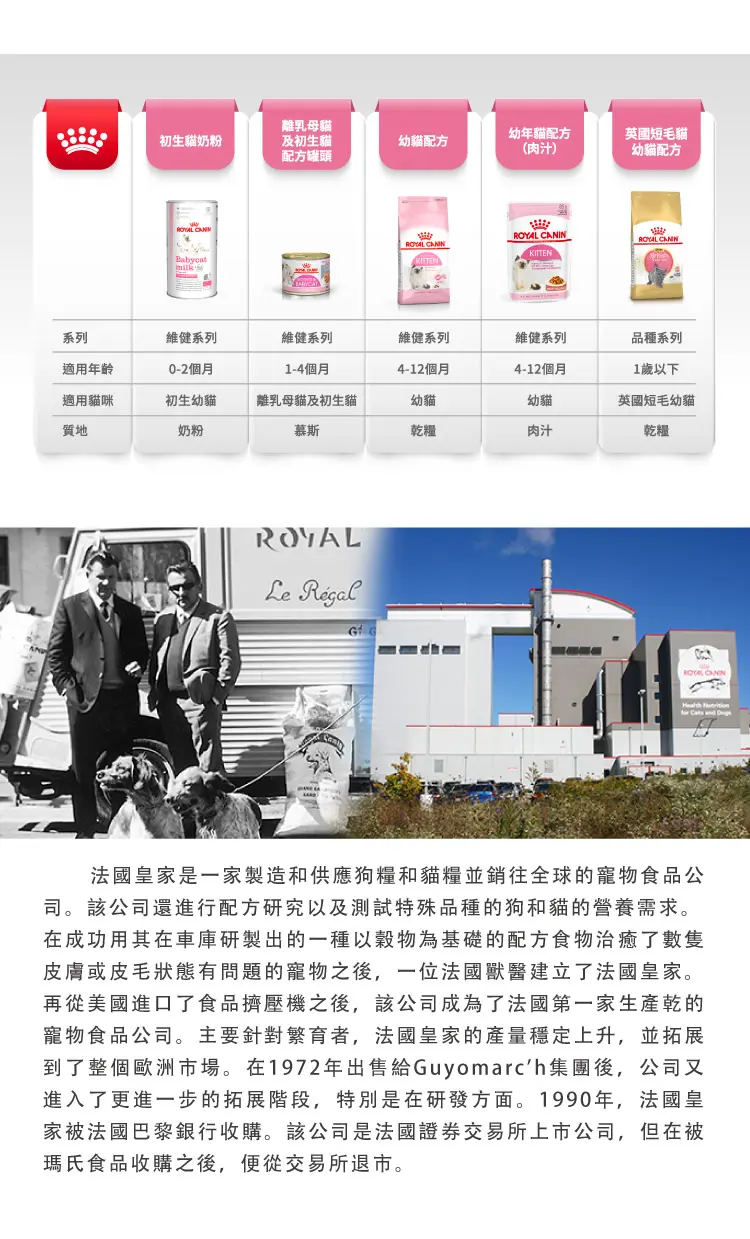 初生貓奶粉
離乳母貓
及初生貓
配方罐頭
幼貓配方
幼年貓配方
(肉汁)
英國短毛貓
幼貓配方
ROYAL CANIN
Babycat
milk
BABYCAT
ROYAL CANIN
KITTEN
ROYAL CANIN
KITTEN
ROYAL CANIN
系列 維健系列 維健系列 維健系列 維健系列 品種系列
適用年齡 0-2個月 1-4個月 4-12個月 4-12個月 1歲以下
適用貓咪 初生幼貓 離乳母貓及初生貓 幼貓 幼貓 英國短毛幼貓
質地 奶粉 慕斯 乾糧 肉汁 乾糧
ROYAL
Le Régal
ROYAL CANIN
Health Nutrition
for Cats and Dogs
法國皇家是一家製造和供應狗糧和貓糧並銷往全球的寵物食品公
司。該公司還進行配方研究以及測試特殊品種的狗和貓的營養需求。
在成功用其在車庫研製出的一種以穀物為基礎的配方食物治癒了數隻
皮膚或皮毛狀態有問題的寵物之後，一位法國獸醫建立了法國皇家。
再從美國進口了食品擠壓機之後，該公司成為了法國第一家生產乾的
寵物食品公司。主要針對繁育者，法國皇家的產量穩定上升，並拓展
到了整個歐洲市場。在1972年出售給Guyomarc’h集團後，公司又
進入了更進一步的拓展階段，特別是在研發方面。1990年，法國皇
家被法國巴黎銀行收購。該公司是法國證券交易所上市公司，但在被
瑪氏食品收購之後，便從交易所退市。